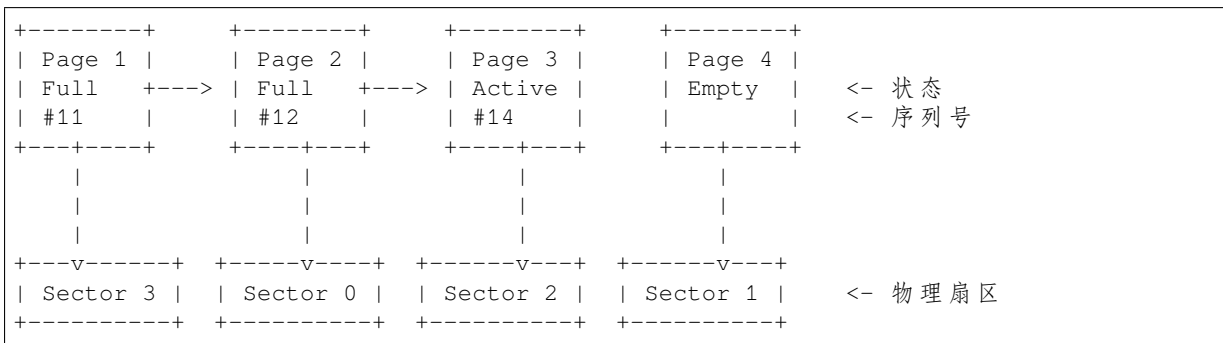 +--------+     +--------+     +--------+     +--------+
| Page 1 |     | Page 2 |     | Page 3 |     | Page 4 |
| Full   +---> | Full   +---> | Active |     | Empty  |   <- 状态
| #11    |     | #12    |     | #14    |     |        |   <- 序列号
+---+----+     +----+---+     +----+---+     +---+----+
    |               |              |             |
    |               |              |             |
    |               |              |             |
+---v------+  +-----v----+  +------v---+  +------v---+
| Sector 3 |  | Sector 0 |  | Sector 2 |  | Sector 1 |   <- 物理扇区
+----------+  +----------+  +----------+  +----------+